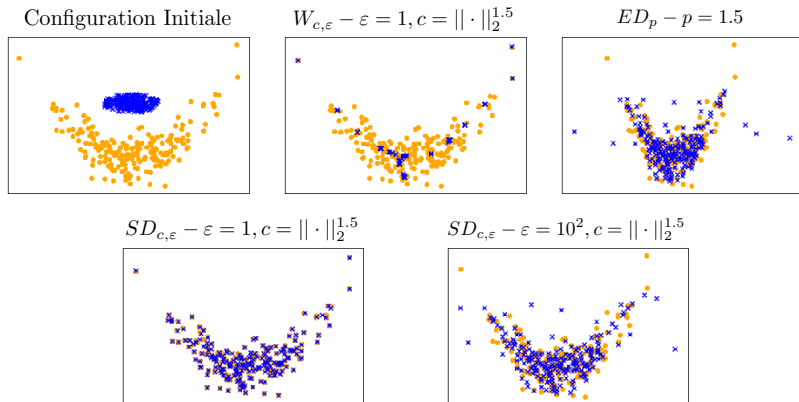 Configuration Initiale
$W_{c,\varepsilon} - \varepsilon = 1, c = ||\cdot||_2^{1.5}$
$ED_p - p = 1.5$
$SD_{c,\varepsilon} - \varepsilon = 1, c = ||\cdot||_2^{1.5}$
$SD_{c,\varepsilon} - \varepsilon = 10^2, c = ||\cdot||_2^{1.5}$